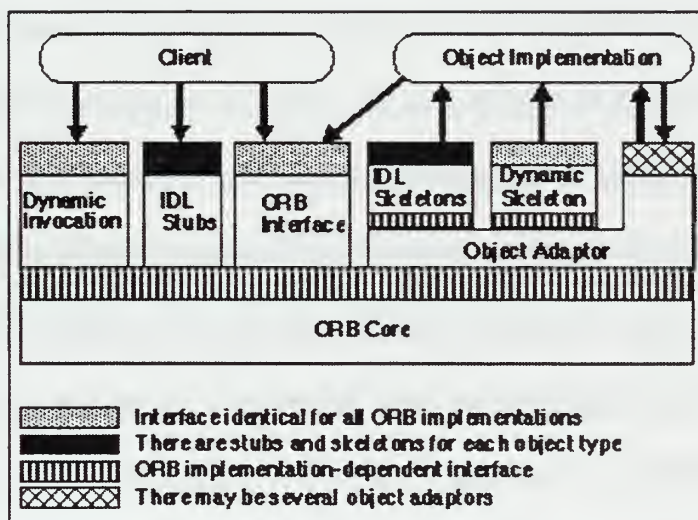 Client
Object Implementation
Dynamic
Invocation
IDL
Stubs
ORB
Interface
IDL
Skeletons
Dynamic
Skeleton
Object Adaptor
ORB Core
Interface identical for all ORB implementations
There are stubs and skeletons for each object type
ORB implementation-dependent interface
There may be several object adaptors